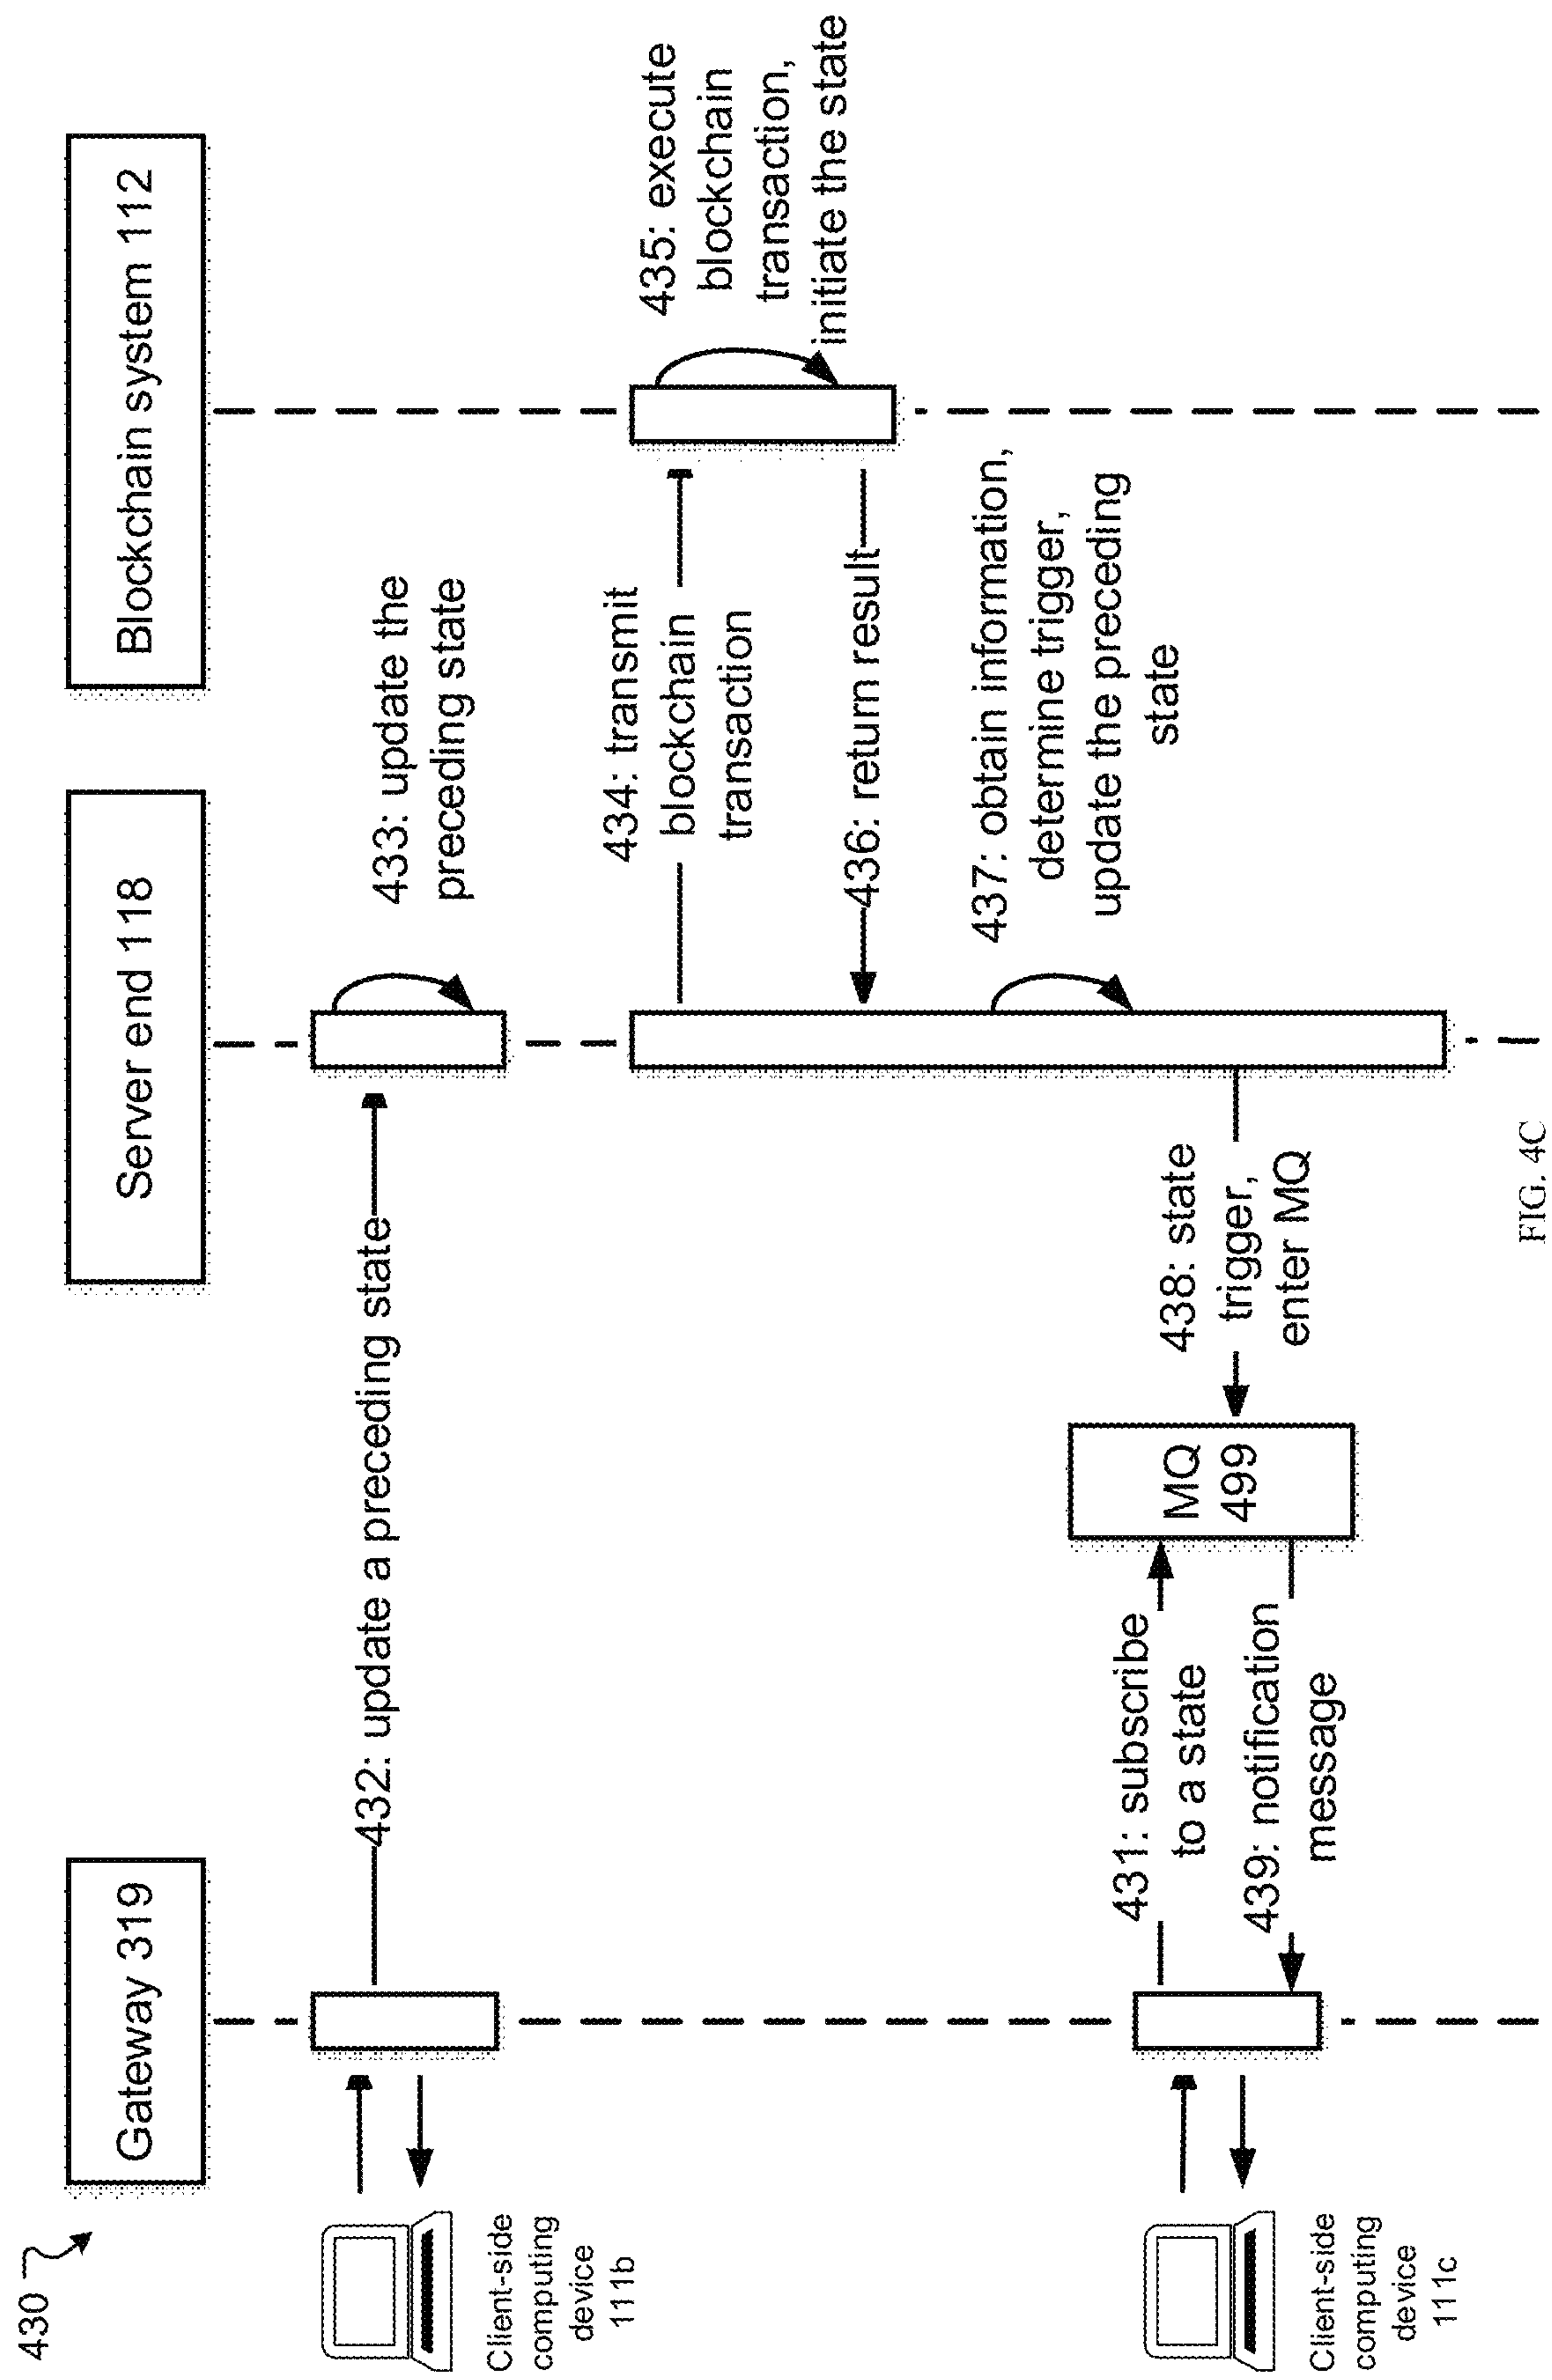 430
Gateway 319
Server end 118
Blockchain system 112
Client-side
computing
device
111b
432: update a preceding state
433: update the
preceding state
434: transmit
blockchain
transaction
435: execute
blockchain
transaction,
initiate the state
436: return result
437: obtain information,
determine trigger,
update the preceding
state
Client-side
computing
device
111c
431: subscribe
to a state
439: notification
message
MQ
499
438: state
trigger,
enter MQ
FIG. 4C